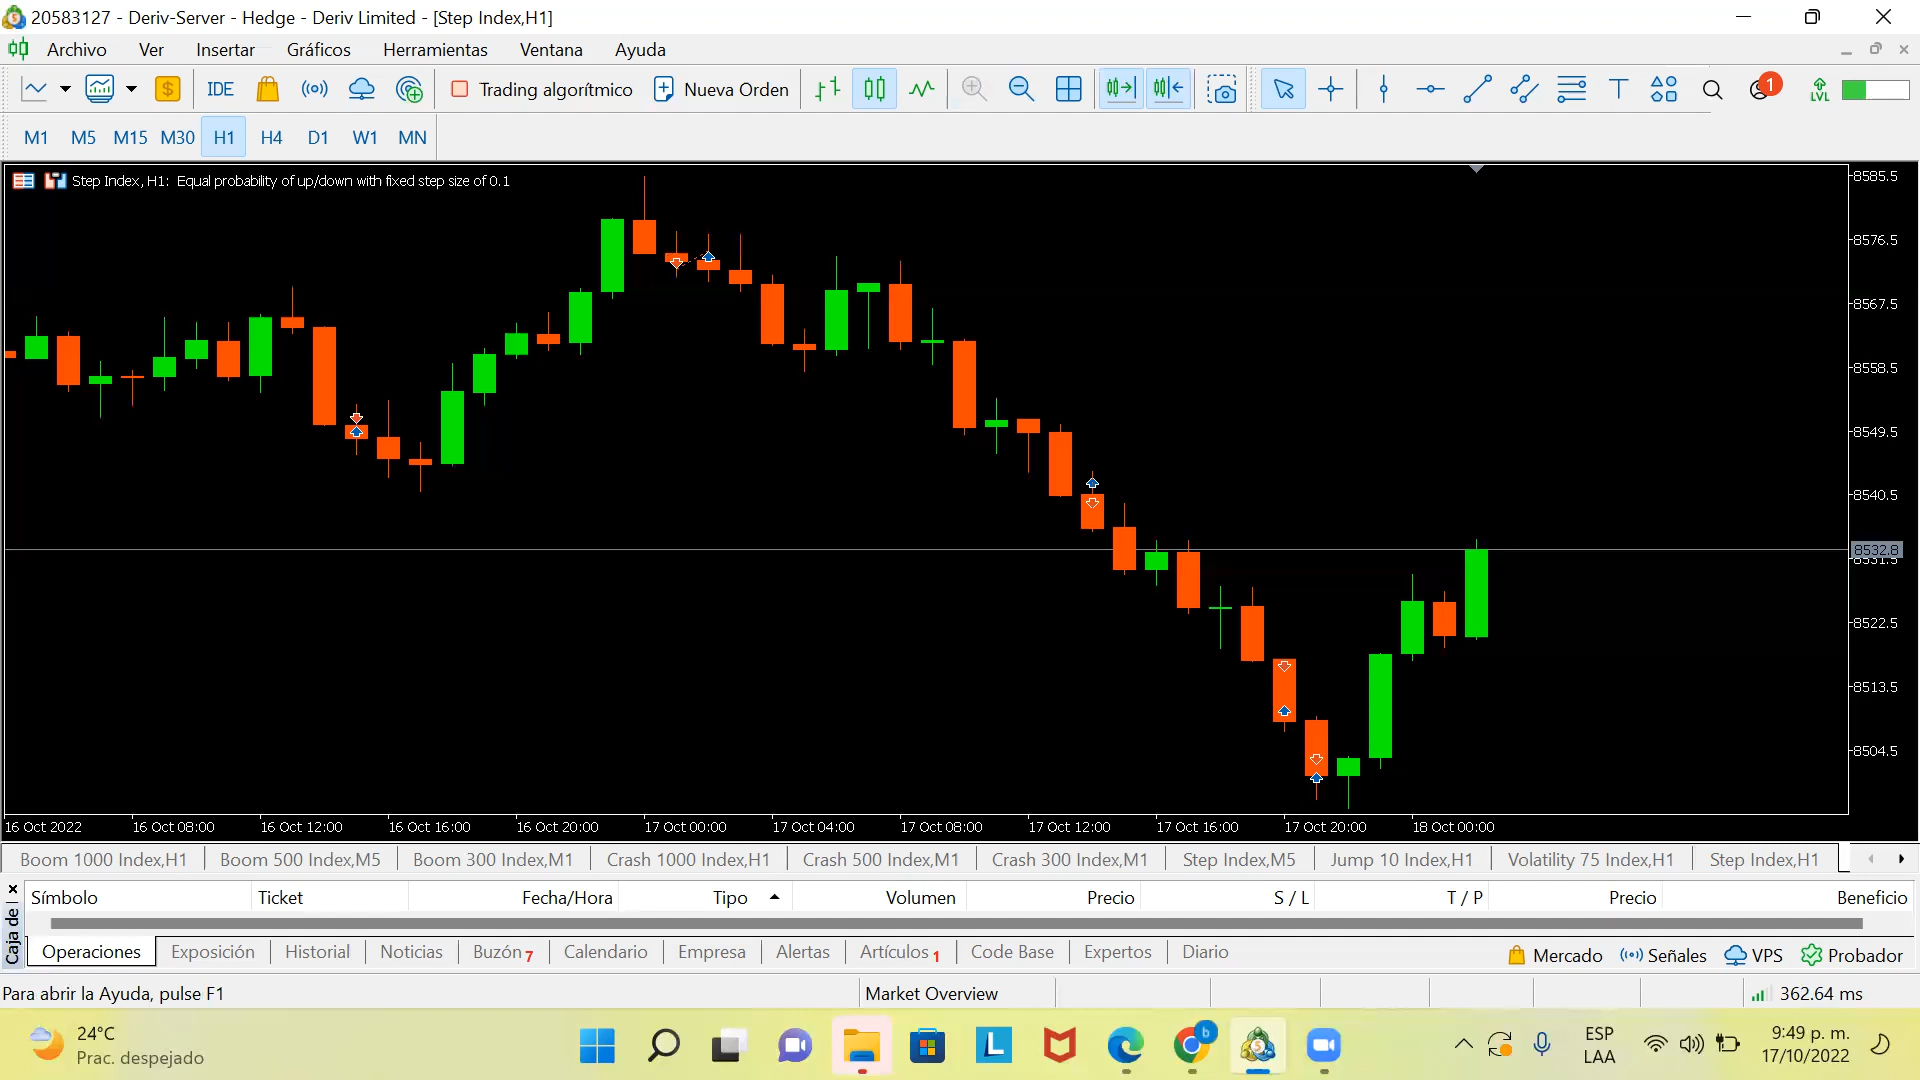 20583127 - Deriv-Server - Hedge - Deriv Limited - [Step Index,H1]
Archivo Ver Insertar Gráficos Herramientas Ventana Ayuda
IDE Trading algorítmico Nueva Orden 1 LVL
M1 M5 M15 M30 H1 H4 D1 W1 MN
Step Index, H1: Equal probability of up/down with fixed step size of 0.1
8585.5
8576.5
8567.5
8558.5
8549.5
8540.5
8532.8
8531.5
8522.5
8513.5
8504.5
16 Oct 2022 16 Oct 08:00 16 Oct 12:00 16 Oct 16:00 16 Oct 20:00 17 Oct 00:00 17 Oct 04:00 17 Oct 08:00 17 Oct 12:00 17 Oct 16:00 17 Oct 20:00 18 Oct 00:00
Boom 1000 Index,H1 Boom 500 Index,M5 Boom 300 Index,M1 Crash 1000 Index,H1 Crash 500 Index,M1 Crash 300 Index,M1 Step Index,M5 Jump 10 Index,H1 Volatility 75 Index,H1 Step Index,H1
Caja de
Símbolo Ticket Fecha/Hora Tipo Volumen Precio S / L T / P Precio Beneficio
Operaciones Exposición Historial Noticias Buzón 7 Calendario Empresa Alertas Artículos 1 Code Base Expertos Diario Mercado Señales VPS Probador
Para abrir la Ayuda, pulse F1 Market Overview 362.64 ms
24°C
Prac. despejado
L b
ESP
LAA
9:49 p. m.
17/10/2022